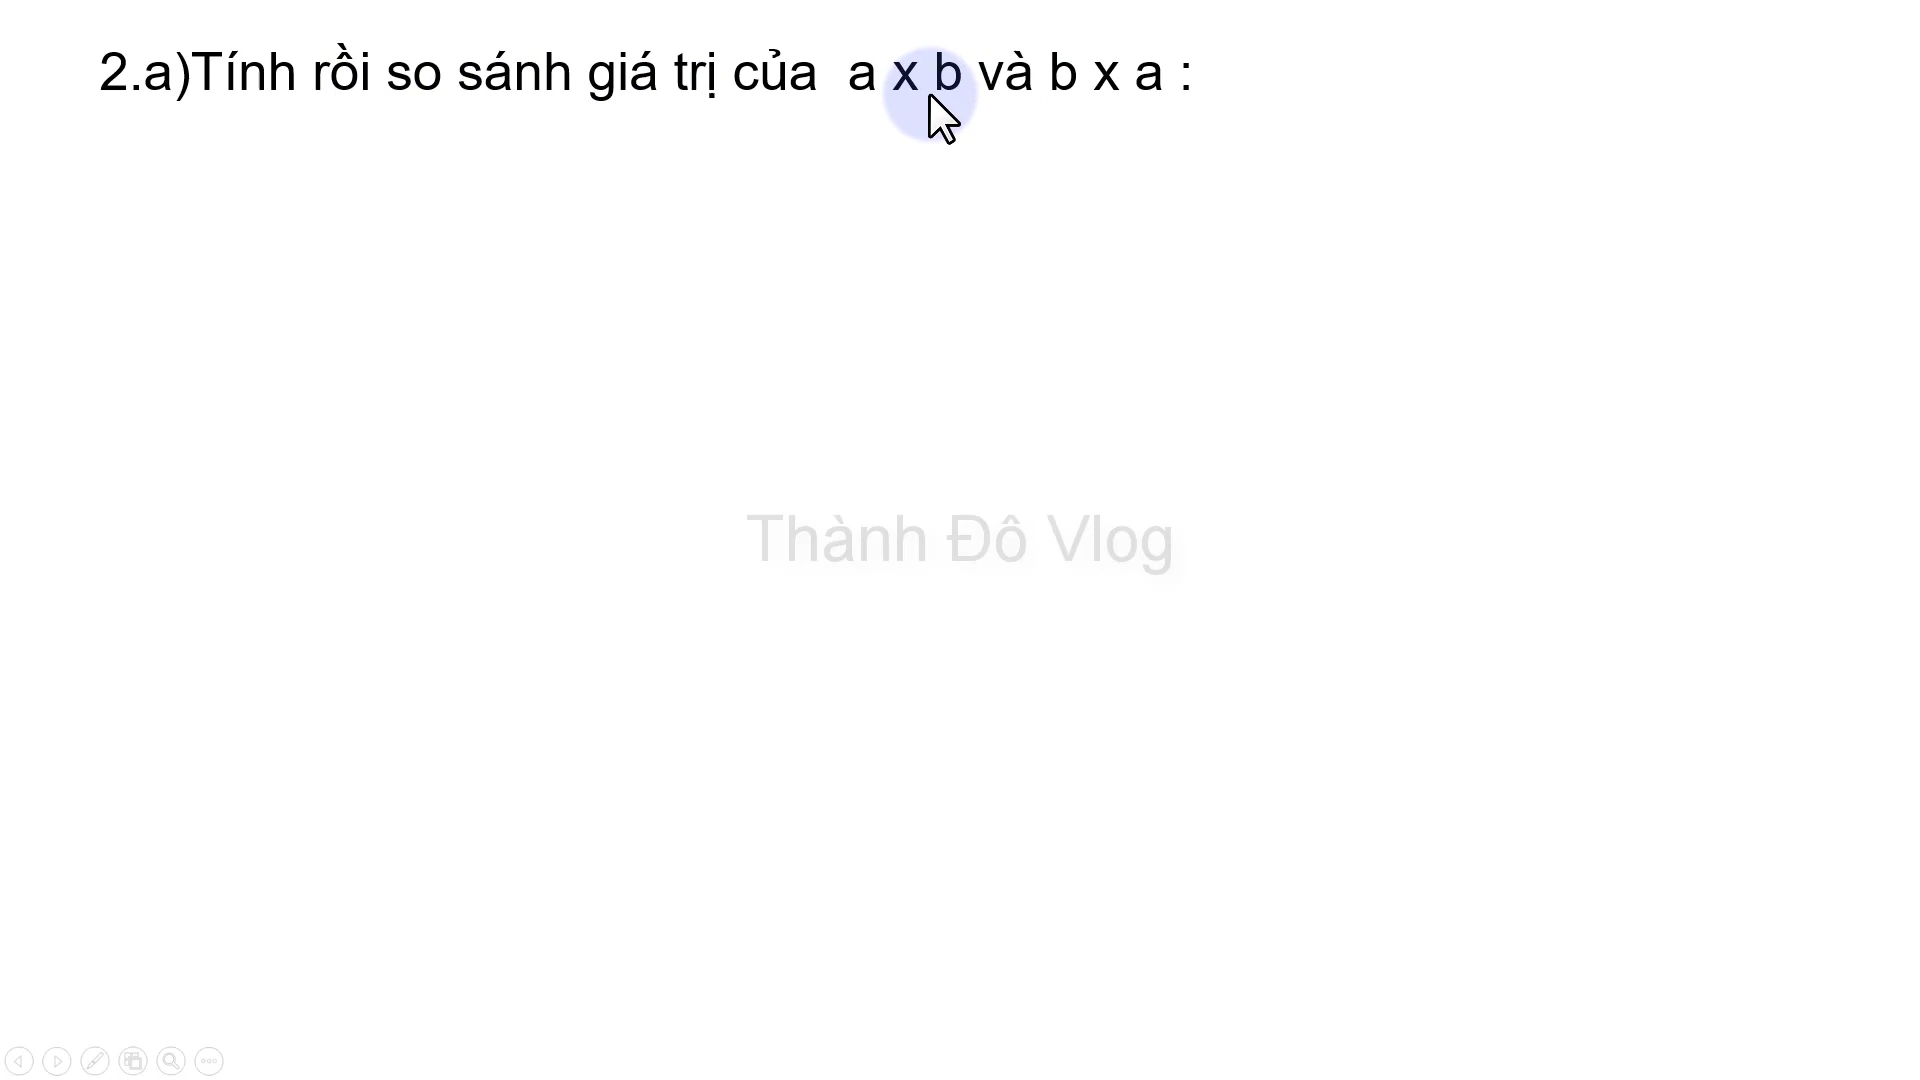 2.a)Tính rồi so sánh giá trị của  a x b và b x a :
Thành Đô Vlog